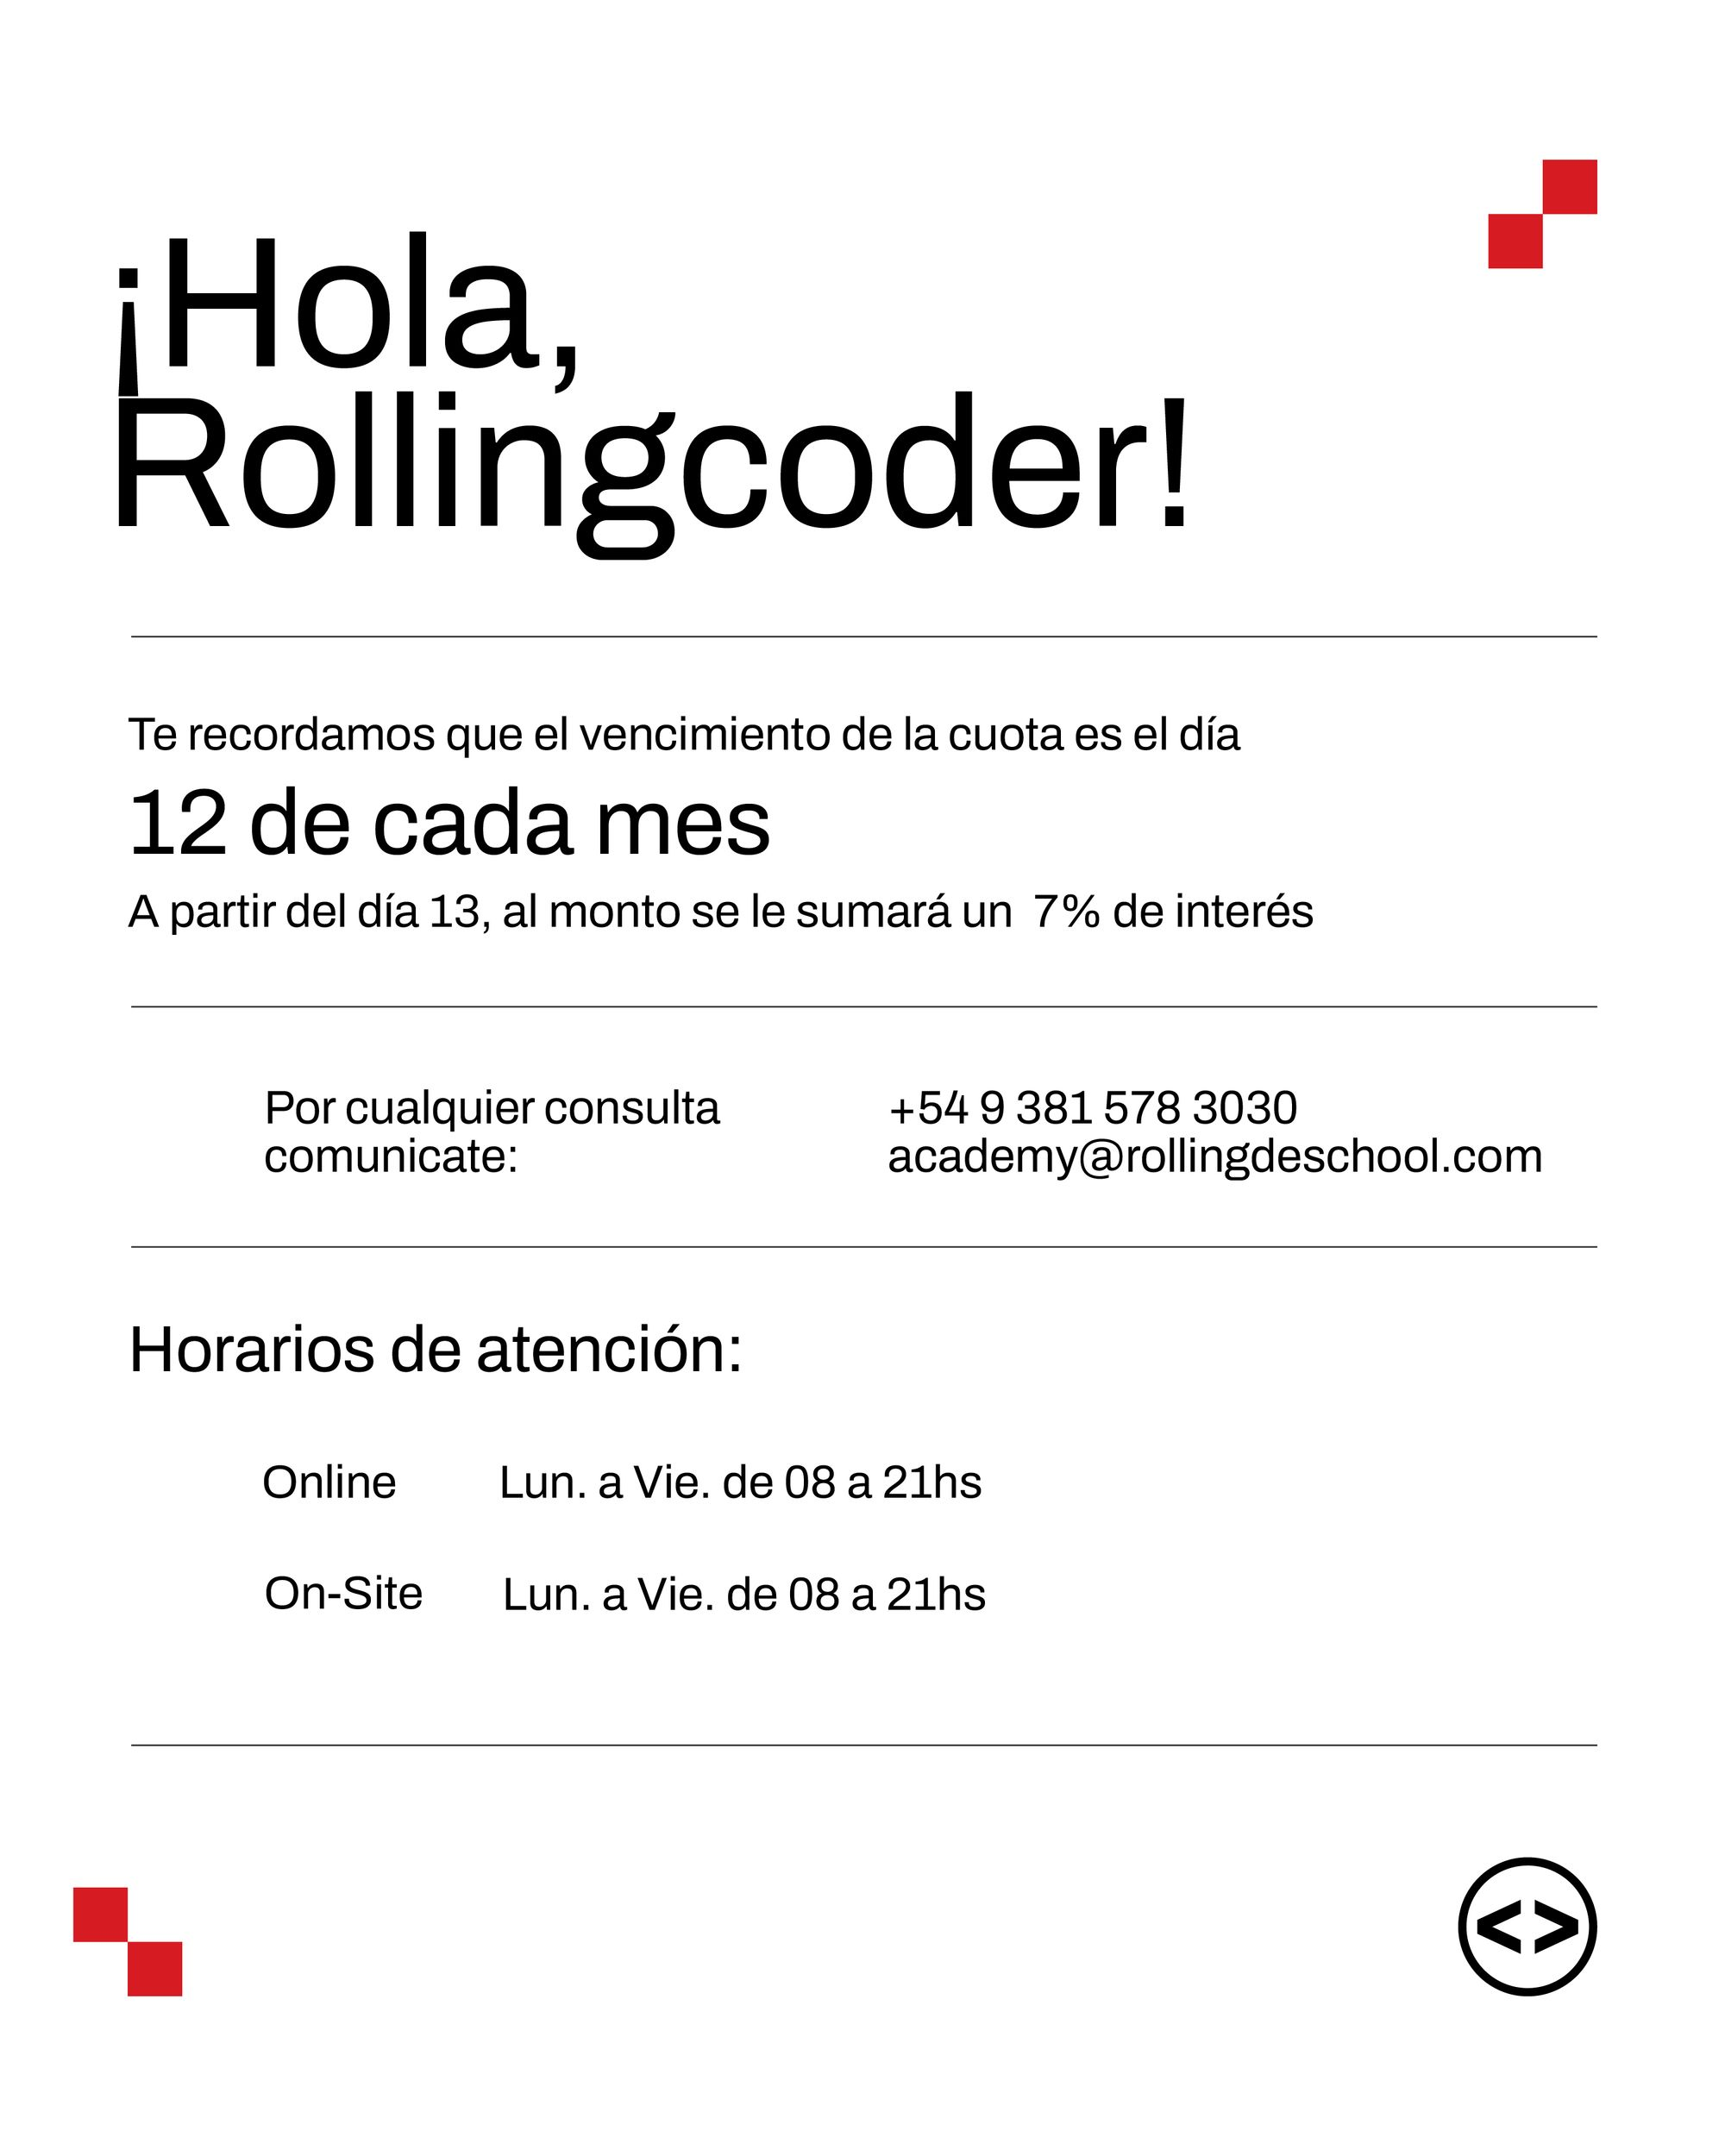 ¡Hola,
Rollingcoder!
Te recordamos que el vencimiento de la cuota es el día
12 de cada mes
A partir del día 13, al monto se le sumará un 7% de interés
Por cualquier consulta
comunicate:
+54 9 381 578 3030
academy@rollingdeschool.com
Horarios de atención:
Online Lun. a Vie. de 08 a 21hs
On-Site Lun. a Vie. de 08 a 21hs
<>